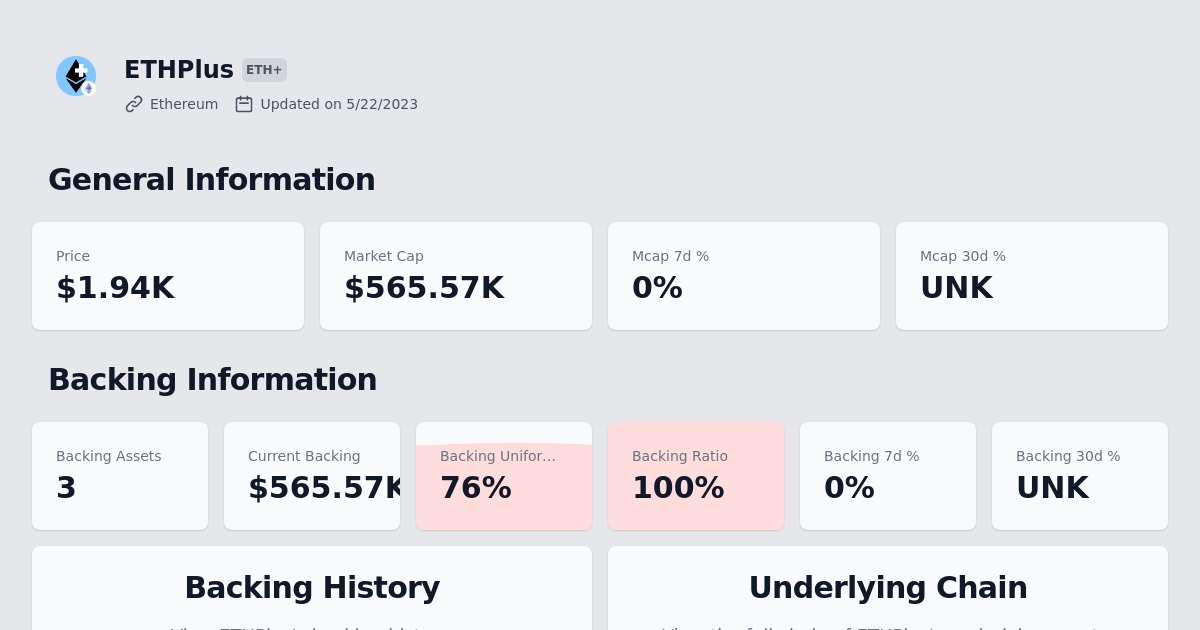 ETHPlus ETH+
Ethereum Updated on 5/22/2023
General Information
Price Market Cap Mcap 7d % Mcap 30d %
$1.94K $565.57K 0% UNK
Backing Information
Backing Assets Current Backing Backing Unifor... Backing Ratio Backing 7d % Backing 30d %
3 $565.57K 76% 100% 0% UNK
Backing History Underlying Chain